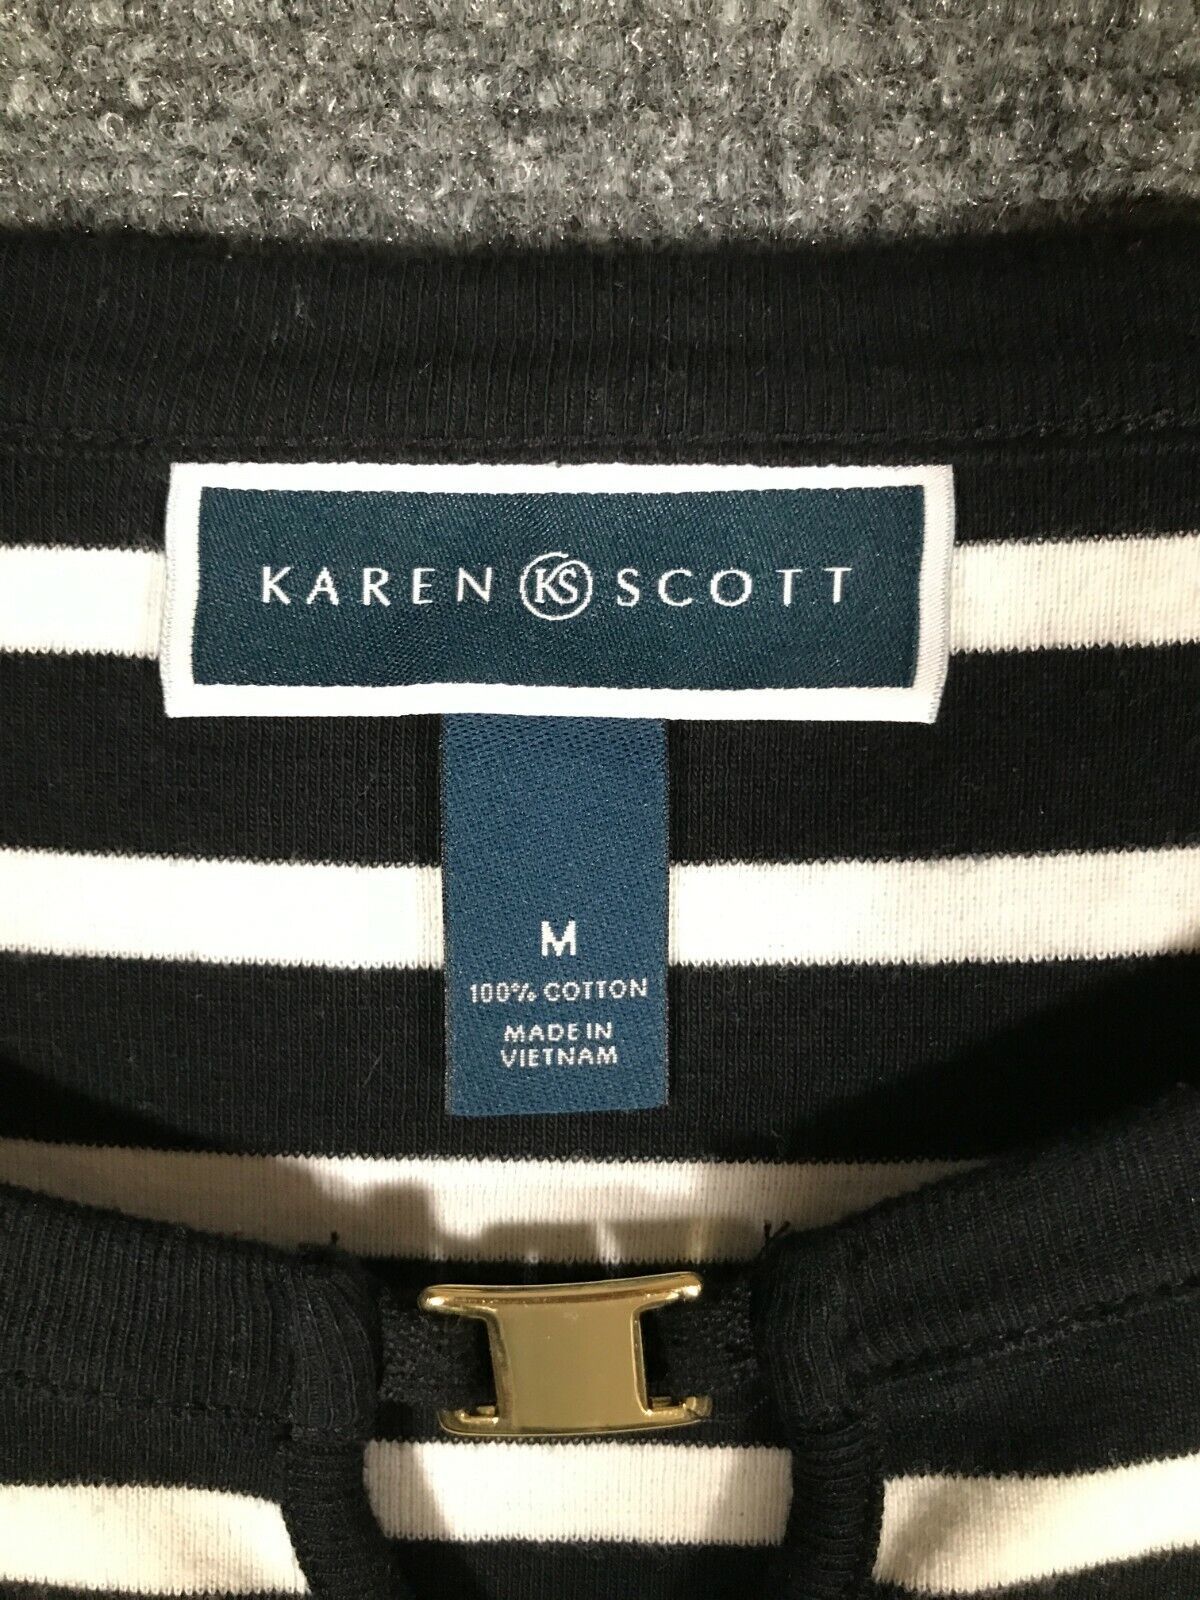 KAREN KS SCOTT
M
100% COTTON
MADE IN
VIETNAM